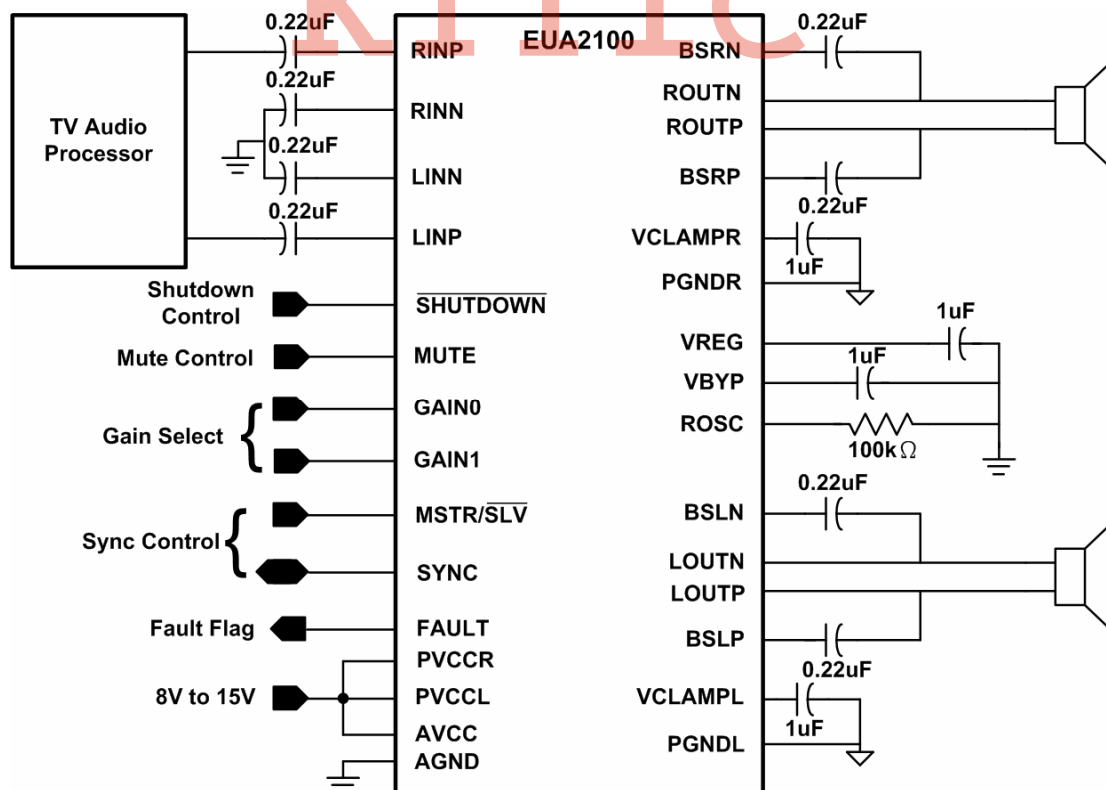 EUA2100
TV Audio
Processor
0.22uF
0.22uF
0.22uF
0.22uF
Shutdown
Control
Mute Control
Gain Select
Sync Control
Fault Flag
8V to 15V
RINP
RINN
LINN
LINP
SHUTDOWN
MUTE
GAIN0
GAIN1
MSTR/SLV
SYNC
FAULT
PVCCR
PVCCL
AVCC
AGND
BSRN
ROUTN
ROUTP
BSRP
VCLAMPR
PGNDR
VREG
VBYP
ROSC
BSLN
LOUTN
LOUTP
BSLP
VCLAMPL
PGNDL
0.22uF
0.22uF
1uF
1uF
1uF
100kΩ
0.22uF
0.22uF
1uF